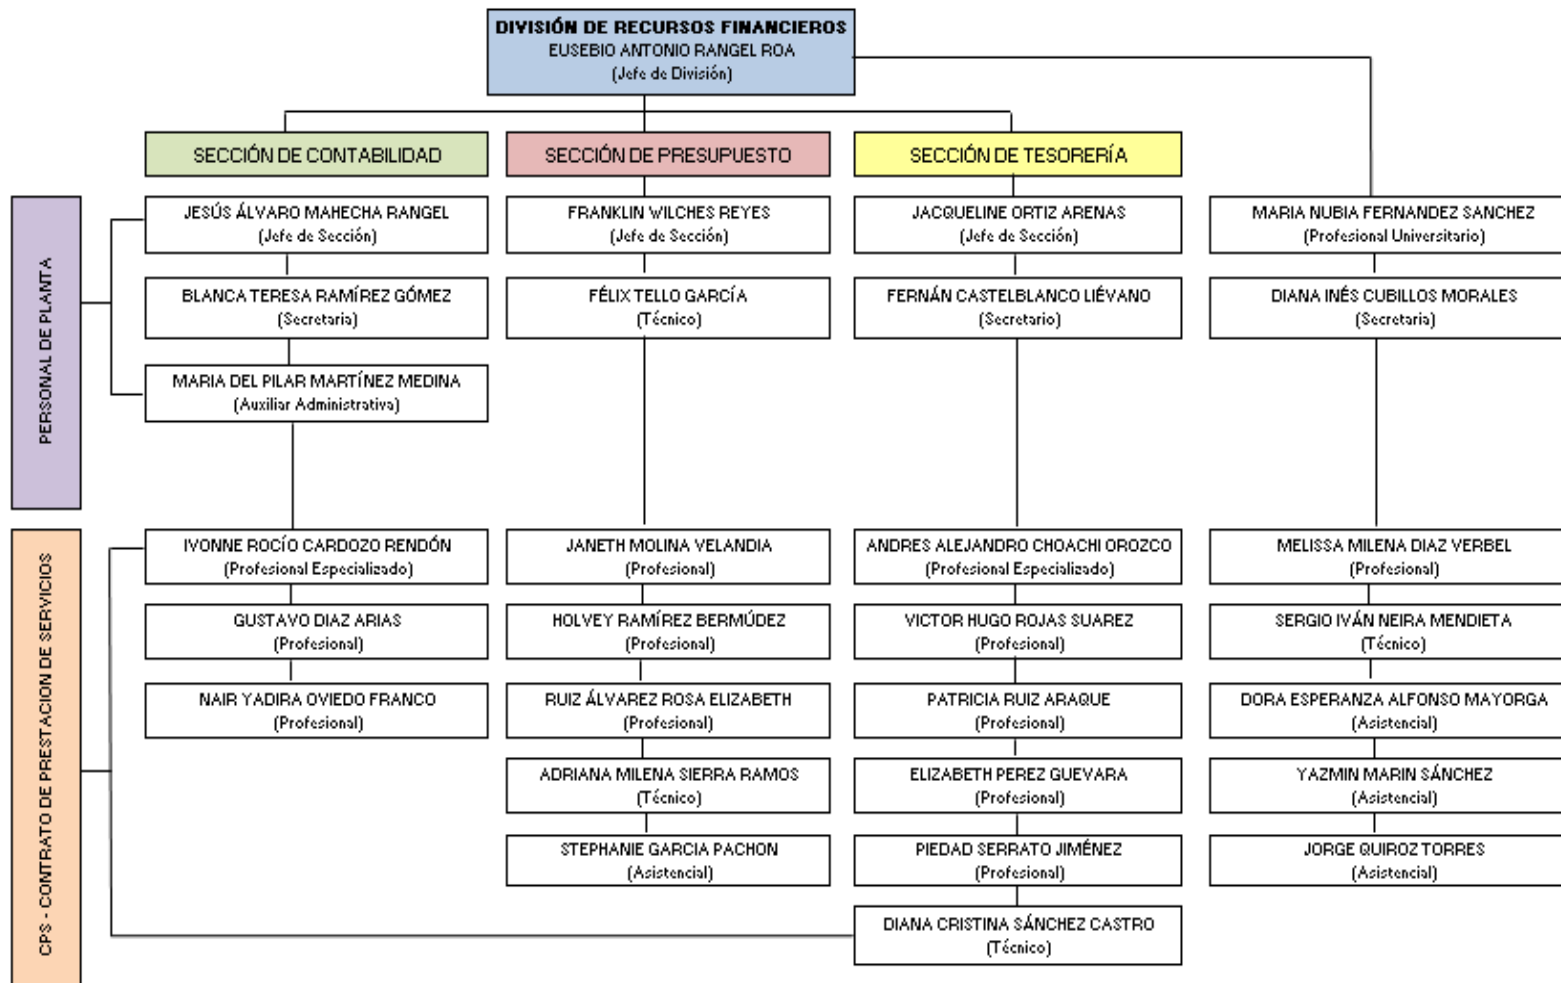 DIVISIÓN DE RECURSOS FINANCIEROS
EUSEBIO ANTONIO RANGEL ROA
(Jefe de División)
SECCIÓN DE CONTABILIDAD
SECCIÓN DE PRESUPUESTO
SECCIÓN DE TESORERÍA
PERSONAL DE PLANTA
JESÚS ÁLVARO MAHECHA RANGEL
(Jefe de Sección)
FRANKLIN WILCHES REYES
(Jefe de Sección)
JACQUELINE ORTIZ ARENAS
(Jefe de Sección)
MARIA NUBIA FERNANDEZ SANCHEZ
(Profesional Universitario)
BLANCA TERESA RAMÍREZ GÓMEZ
(Secretaria)
FÉLIX TELLO GARCÍA
(Técnico)
FERNÁN CASTELBLANCO LIÉVANO
(Secretario)
DIANA INÉS CUBILLOS MORALES
(Secretaria)
MARIA DEL PILAR MARTÍNEZ MEDINA
(Auxiliar Administrativa)
CPS - CONTRATO DE PRESTACION DE SERVICIOS
IVONNE ROCÍO CARDOZO RENDÓN
(Profesional Especializado)
JANETH MOLINA VELANDIA
(Profesional)
ANDRES ALEJANDRO CHOACHI OROZCO
(Profesional Especializado)
MELISSA MILENA DIAZ VERBEL
(Profesional)
GUSTAVO DIAZ ARIAS
(Profesional)
HOLVEY RAMÍREZ BERMÚDEZ
(Profesional)
VICTOR HUGO ROJAS SUAREZ
(Profesional)
SERGIO IVÁN NEIRA MENDIETA
(Técnico)
NAIR YADIRA OVIEDO FRANCO
(Profesional)
RUIZ ÁLVAREZ ROSA ELIZABETH
(Profesional)
PATRICIA RUIZ ARAQUE
(Profesional)
DORA ESPERANZA ALFONSO MAYORGA
(Asistencial)
ADRIANA MILENA SIERRA RAMOS
(Técnico)
ELIZABETH PEREZ GUEVARA
(Profesional)
YAZMIN MARIN SÁNCHEZ
(Asistencial)
STEPHANIE GARCIA PACHON
(Asistencial)
PIEDAD SERRATO JIMÉNEZ
(Profesional)
JORGE QUIROZ TORRES
(Asistencial)
DIANA CRISTINA SÁNCHEZ CASTRO
(Técnico)